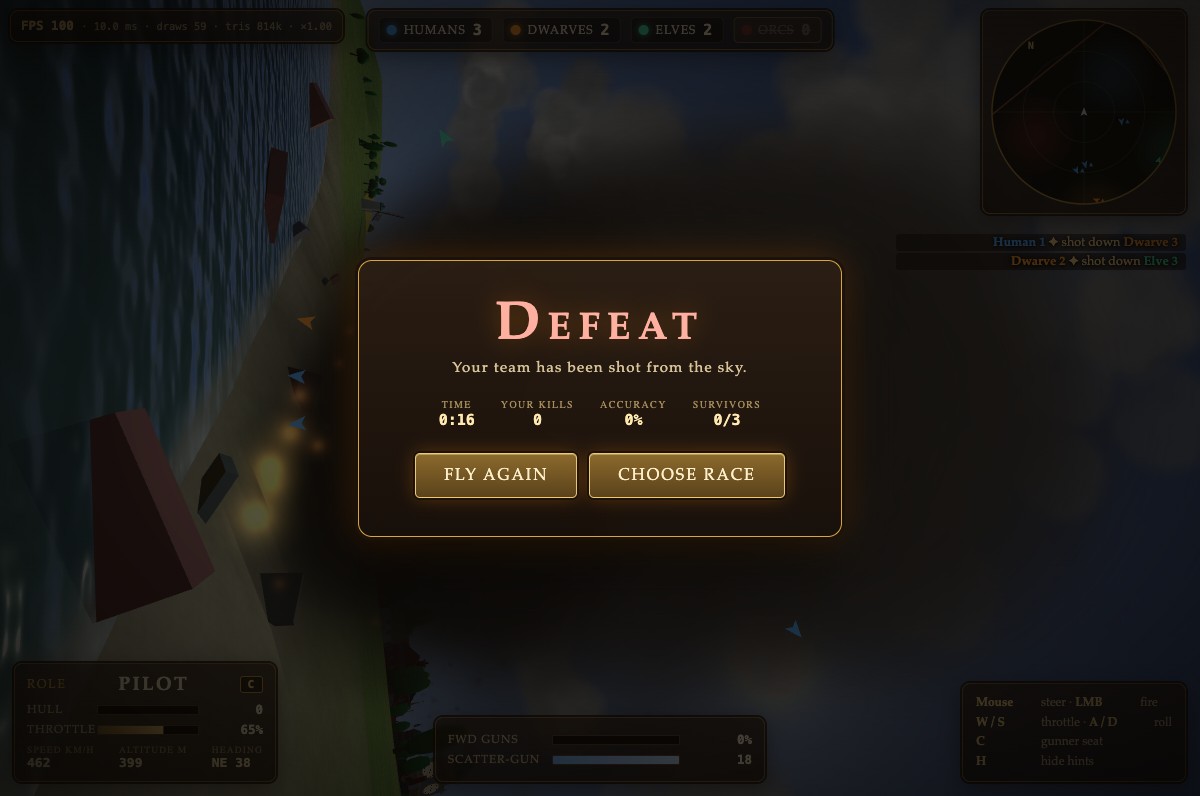 FPS 100 · 10.0 ms · draws 59 · tris 814k · ×1.00
HUMANS 3 DWARVES 2 ELVES 2 ORCS 0
N
Human 1 ✦ shot down Dwarve 3
Dwarve 2 ✦ shot down Elve 3
DEFEAT
Your team has been shot from the sky.
TIME YOUR KILLS ACCURACY SURVIVORS
0:16 0 0% 0/3
FLY AGAIN CHOOSE RACE
ROLE PILOT C
HULL 0
THROTTLE 65%
SPEED KM/H ALTITUDE M HEADING
462 399 NE 38
FWD GUNS 0%
SCATTER-GUN 18
Mouse steer · LMB fire
W / S throttle · A / D roll
C gunner seat
H hide hints